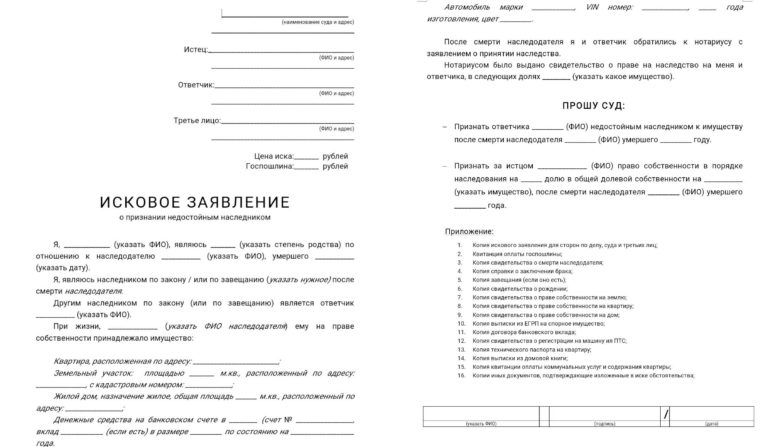 (наименование суда и адрес)
Истец:
(ФИО и адрес)
Ответчик:
(ФИО и адрес)
Третье лицо:
(ФИО и адрес)
Цена иска:______ рублей
Госпошлина:______ рублей
ИСКОВОЕ ЗАЯВЛЕНИЕ
о признании недостойным наследником
Я, __________ (указать ФИО), являюсь _____ (указать степень родства) по
отношению к наследодателю _________ (указать ФИО), умершего ______
(указать дату).
Я, являюсь наследником по закону / или по завещанию (указать нужное) после
смерти наследодателя.
Другим наследником по закону (или по завещанию) является ответчик
_________ (указать ФИО).
При жизни, _________ (указать ФИО наследодателя) ему на праве
собственности принадлежало имущество:
Квартира, расположенная по адресу: ____________________;
Земельный участок: площадью ______ м.кв., расположенный по адресу:
____________, с кадастровым номером: ___________;
Жилой дом, назначение жилое, общая площадь _____ м.кв., расположенный по
адресу: ______________;
Денежные средства на банковском счете в _______ (счет № ______________,
вклад _________ (если есть) в размере ________ по состоянию на ________
года.
Автомобиль марки __________, VIN номер: ____________, ____ года
изготовления, цвет ________.
После смерти наследодателя я и ответчик обратились к нотариусу с
заявлением о принятии наследства.
Нотариусом было выдано свидетельство о праве на наследство на меня и
ответчика, в следующих долях _______ (указать какое имущество).
ПРОШУ СУД:
– Признать ответчика ________ (ФИО) недостойным наследником к имуществу
после смерти наследодателя ________ (ФИО) умершего ________ году.
– Признать за истцом ____________ (ФИО) право собственности в порядке
наследования на _____ долю в общей долевой собственности на _________
(указать имущество), после смерти наследодателя ________ (ФИО) умершего
________ года.
Приложение:
1. Копия искового заявления для сторон по делу, суда и третьих лиц;
2. Квитанция оплаты госпошлины;
3. Копия свидетельства о смерти наследодателя;
4. Копия справки о заключении брака;
5. Копия завещания (если оно есть);
6. Копия свидетельства о рождении;
7. Копия свидетельства о праве собственности на землю;
8. Копия свидетельства о праве собственности на квартиру;
9. Копия свидетельства о праве собственности на дом;
10. Копия выписки из ЕГРП на спорное имущество;
11. Копия договора банковского вклада;
12. Копия свидетельства о регистрации на машину ил ПТС;
13. Копия технического паспорта на квартиру;
14. Копия выписки из домовой книги;
15. Копия квитанции оплаты коммунальных услуг и содержания квартиры;
16. Копии иных документов, подтверждающее изложенные в иске обстоятельства;
/
(указать ФИО) (подпись) (дата)